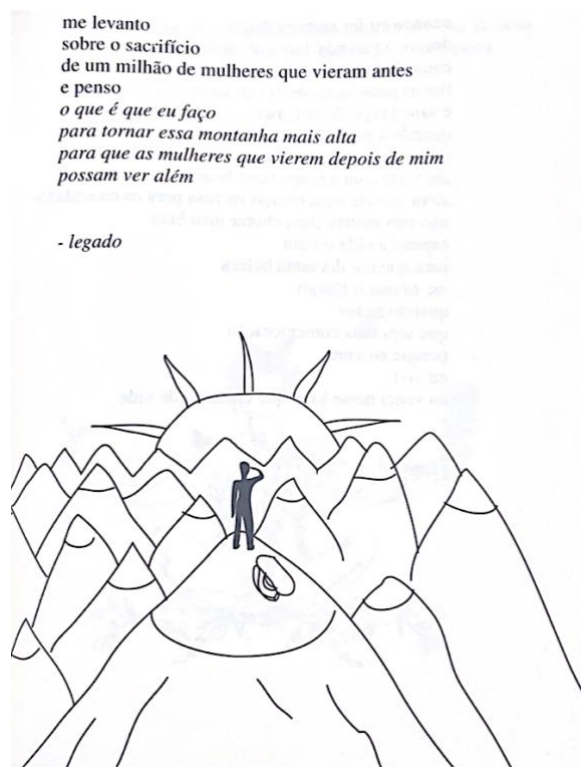 me levanto
sobre o sacrifício
de um milhão de mulheres que vieram antes
e penso
o que é que eu faço
para tornar essa montanha mais alta
para que as mulheres que vierem depois de mim
possam ver além
- legado